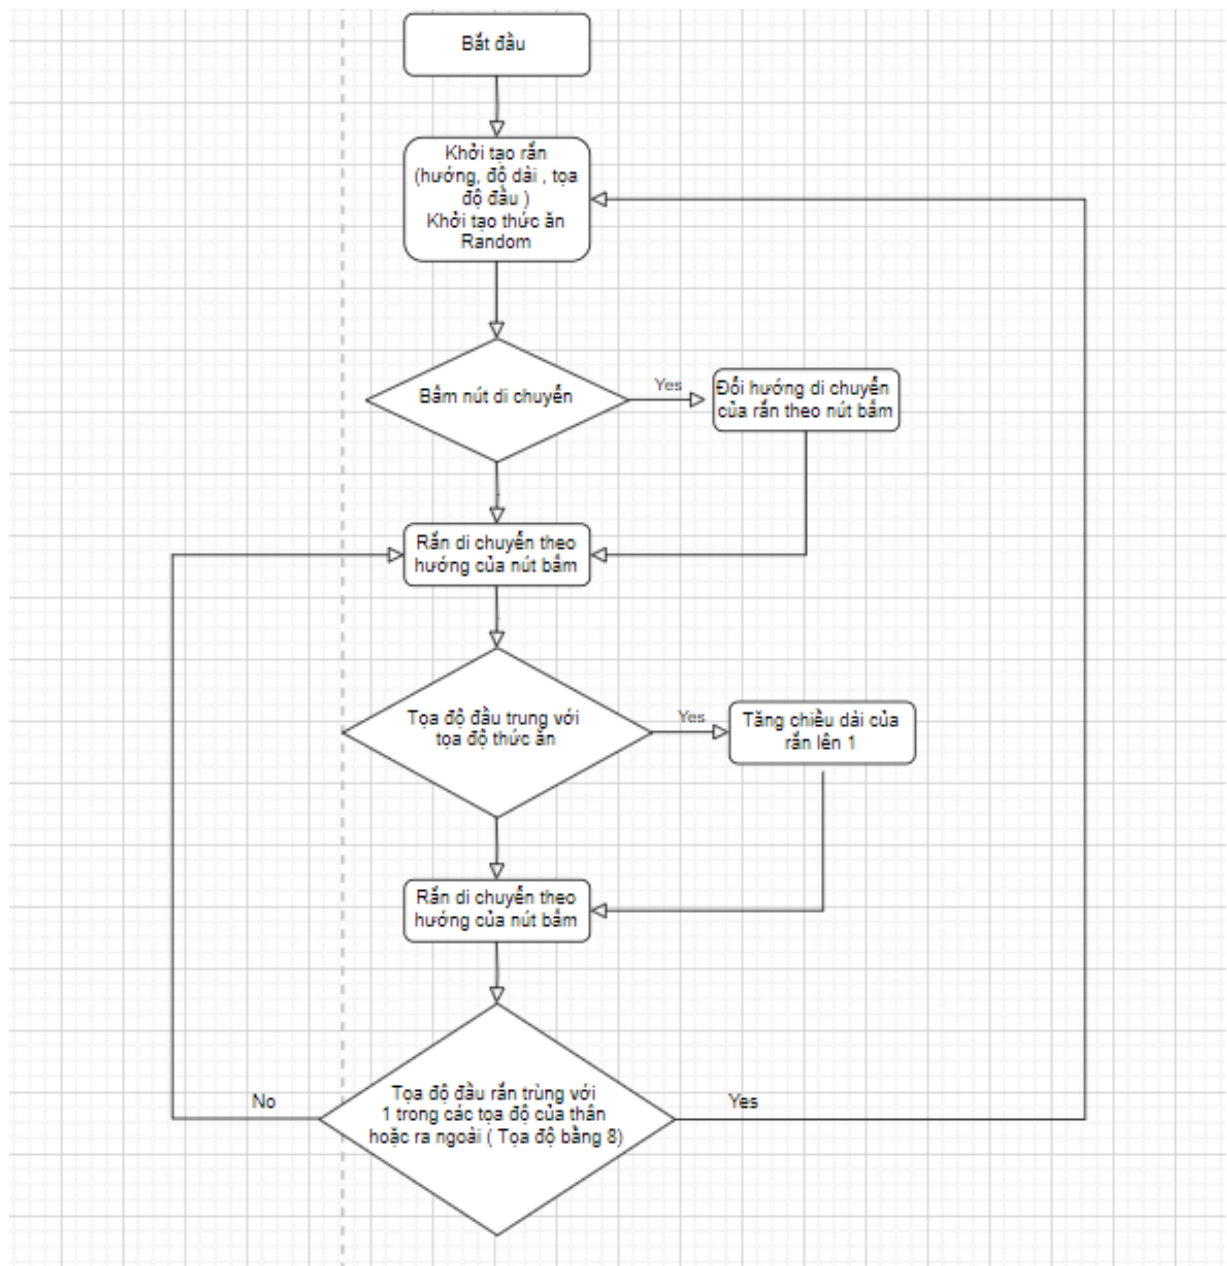 Bắt đầu
Khởi tạo rắn
(hướng, độ dài , tọa
độ đầu )
Khởi tạo thức ăn
Random
Bấm nút di chuyển
Yes
Đổi hướng di chuyển
của rắn theo nút bấm
Rắn di chuyển theo
hướng của nút bấm
Tọa độ đầu trung với
tọa độ thức ăn
Yes
Tăng chiều dài của
rắn lên 1
Rắn di chuyển theo
hướng của nút bấm
Tọa độ đầu rắn trùng với
1 trong các tọa độ của thân
hoặc ra ngoài ( Tọa độ bằng 8)
No
Yes